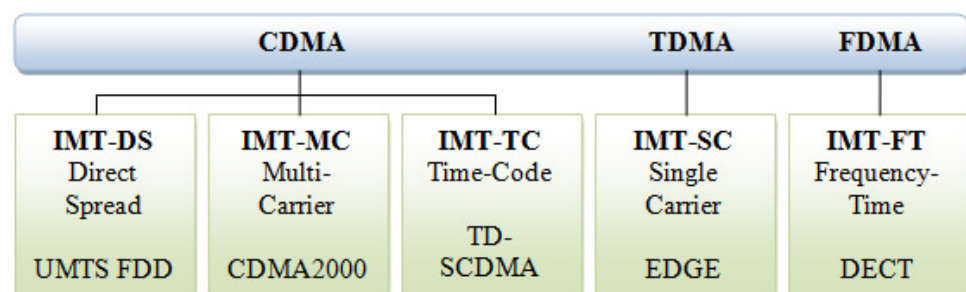 CDMA TDMA FDMA
IMT-DS
Direct
Spread
UMTS FDD
IMT-MC
Multi-
Carrier
CDMA2000
IMT-TC
Time-Code
TD-
SCDMA
IMT-SC
Single
Carrier
EDGE
IMT-FT
Frequency-
Time
DECT